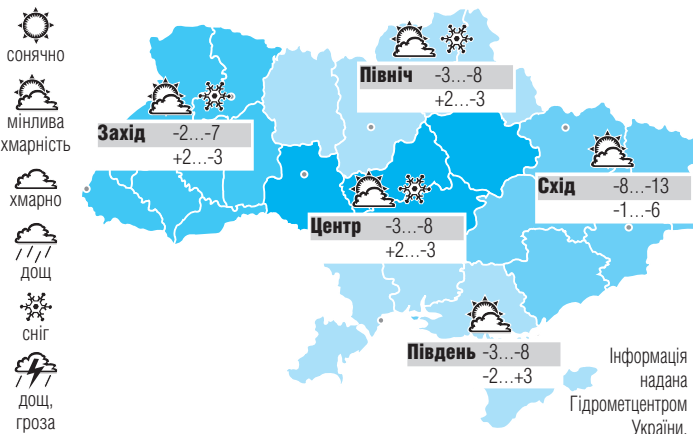 сонячно
мінлива
хмарність
хмарно
дощ
сніг
дощ,
гроза
Північ -3...-8
+2...-3
Захід -2...-7
+2...-3
Схід -8...-13
-1...-6
Центр -3...-8
+2...-3
Південь -3...-8
-2...+3
Інформація
надана
Гідрометцентром
України.